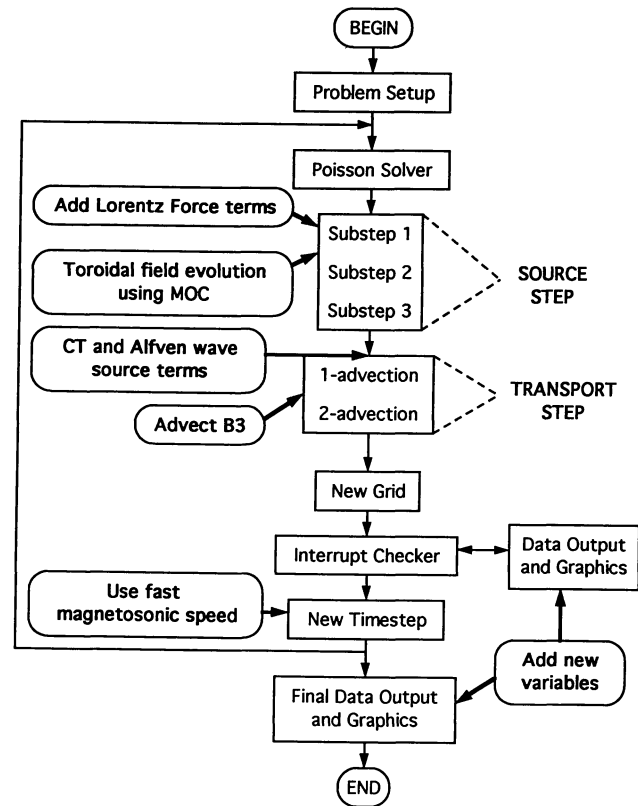 BEGIN
Problem Setup
Poisson Solver
Add Lorentz Force terms
Substep 1
Toroidal field evolution
using MOC
Substep 2
Substep 3
SOURCE
STEP
CT and Alfven wave
source terms
1-advection
2-advection
TRANSPORT
STEP
Advect B3
New Grid
Interrupt Checker
Data Output
and Graphics
Use fast
magnetosonic speed
New Timestep
Add new
variables
Final Data Output
and Graphics
END